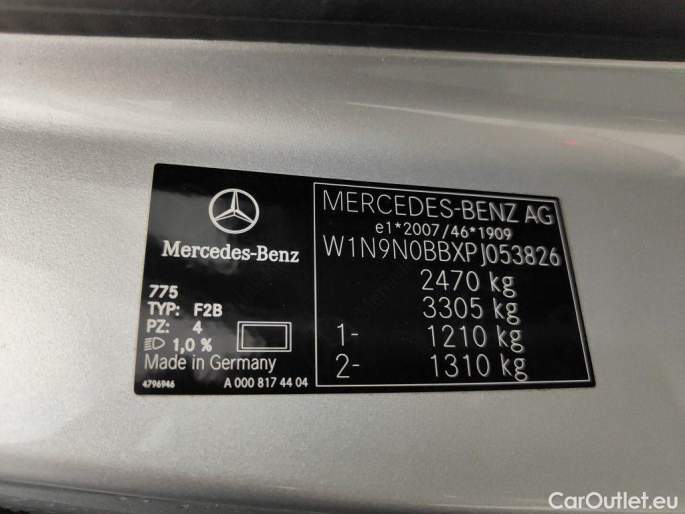 Mercedes-Benz
775
TYP: F2B
PZ: 4
1,0 %
Made in Germany
4796946
A 000 817 44 04
MERCEDES-BENZ AG
e1*2007/46*1909
W1N9N0BBXPJ053826
2470 kg
3305 kg
1- 1210 kg
2- 1310 kg
CarOutlet.eu